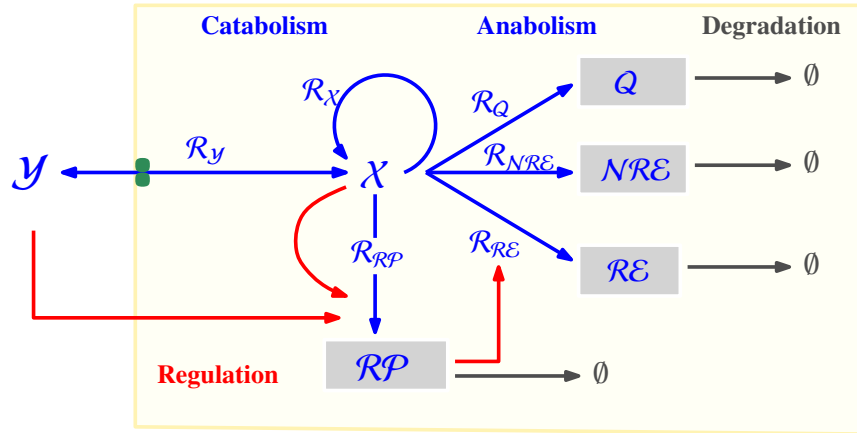 Catabolism Anabolism Degradation
𝓡𝒳 𝓠 ∅
𝓡𝒬
𝓡𝒴 𝓡𝒩ℛℰ 𝒩ℛℰ ∅
𝒴 𝒳
𝓡ℛ𝒫 𝓡ℛℰ ℛℰ ∅
Regulation ℛ𝒫 ∅